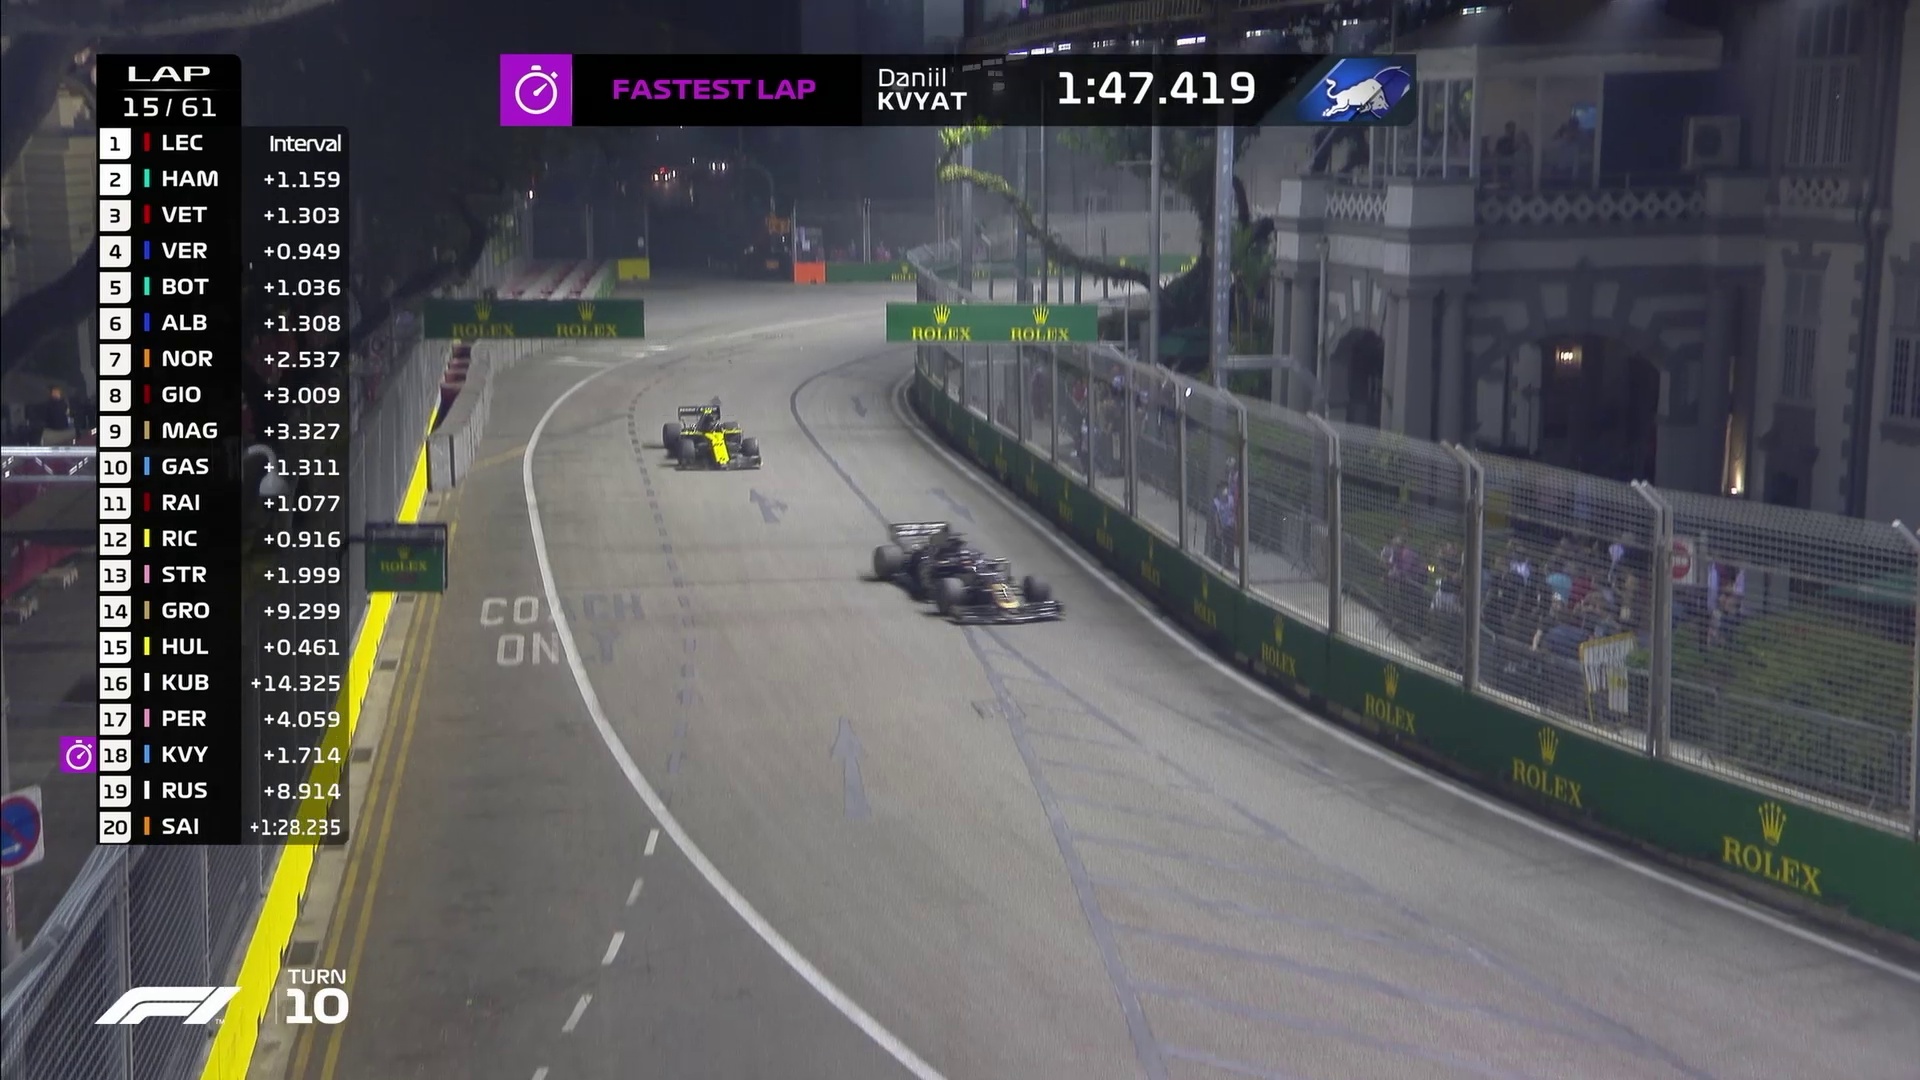 LAP
15/61
1 LEC Interval
2 HAM +1.159
3 VET +1.303
4 VER +0.949
5 BOT +1.036
6 ALB +1.308
7 NOR +2.537
8 GIO +3.009
9 MAG +3.327
10 GAS +1.311
11 RAI +1.077
12 RIC +0.916
13 STR +1.999
14 GRO +9.299
15 HUL +0.461
16 KUB +14.325
17 PER +4.059
18 KVY +1.714
19 RUS +8.914
20 SAI +1:28.235
FASTEST LAP
Daniil
KVYAT
1:47.419
ROLEX ROLEX
ROLEX ROLEX
ROLEX
COACH
ONLY
ROLEX
ROLEX
ROLEX
ROLEX
F1
TURN
10